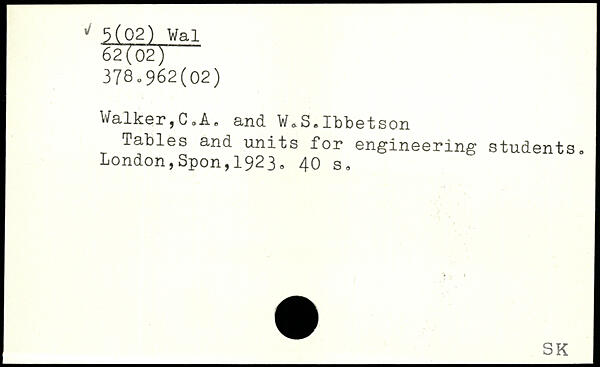 ✓ 5(02) Wal
62(02)
378.962(02)
Walker,C.A. and W.S.Ibbetson
Tables and units for engineering students.
London,Spon,1923. 40 s.
SK